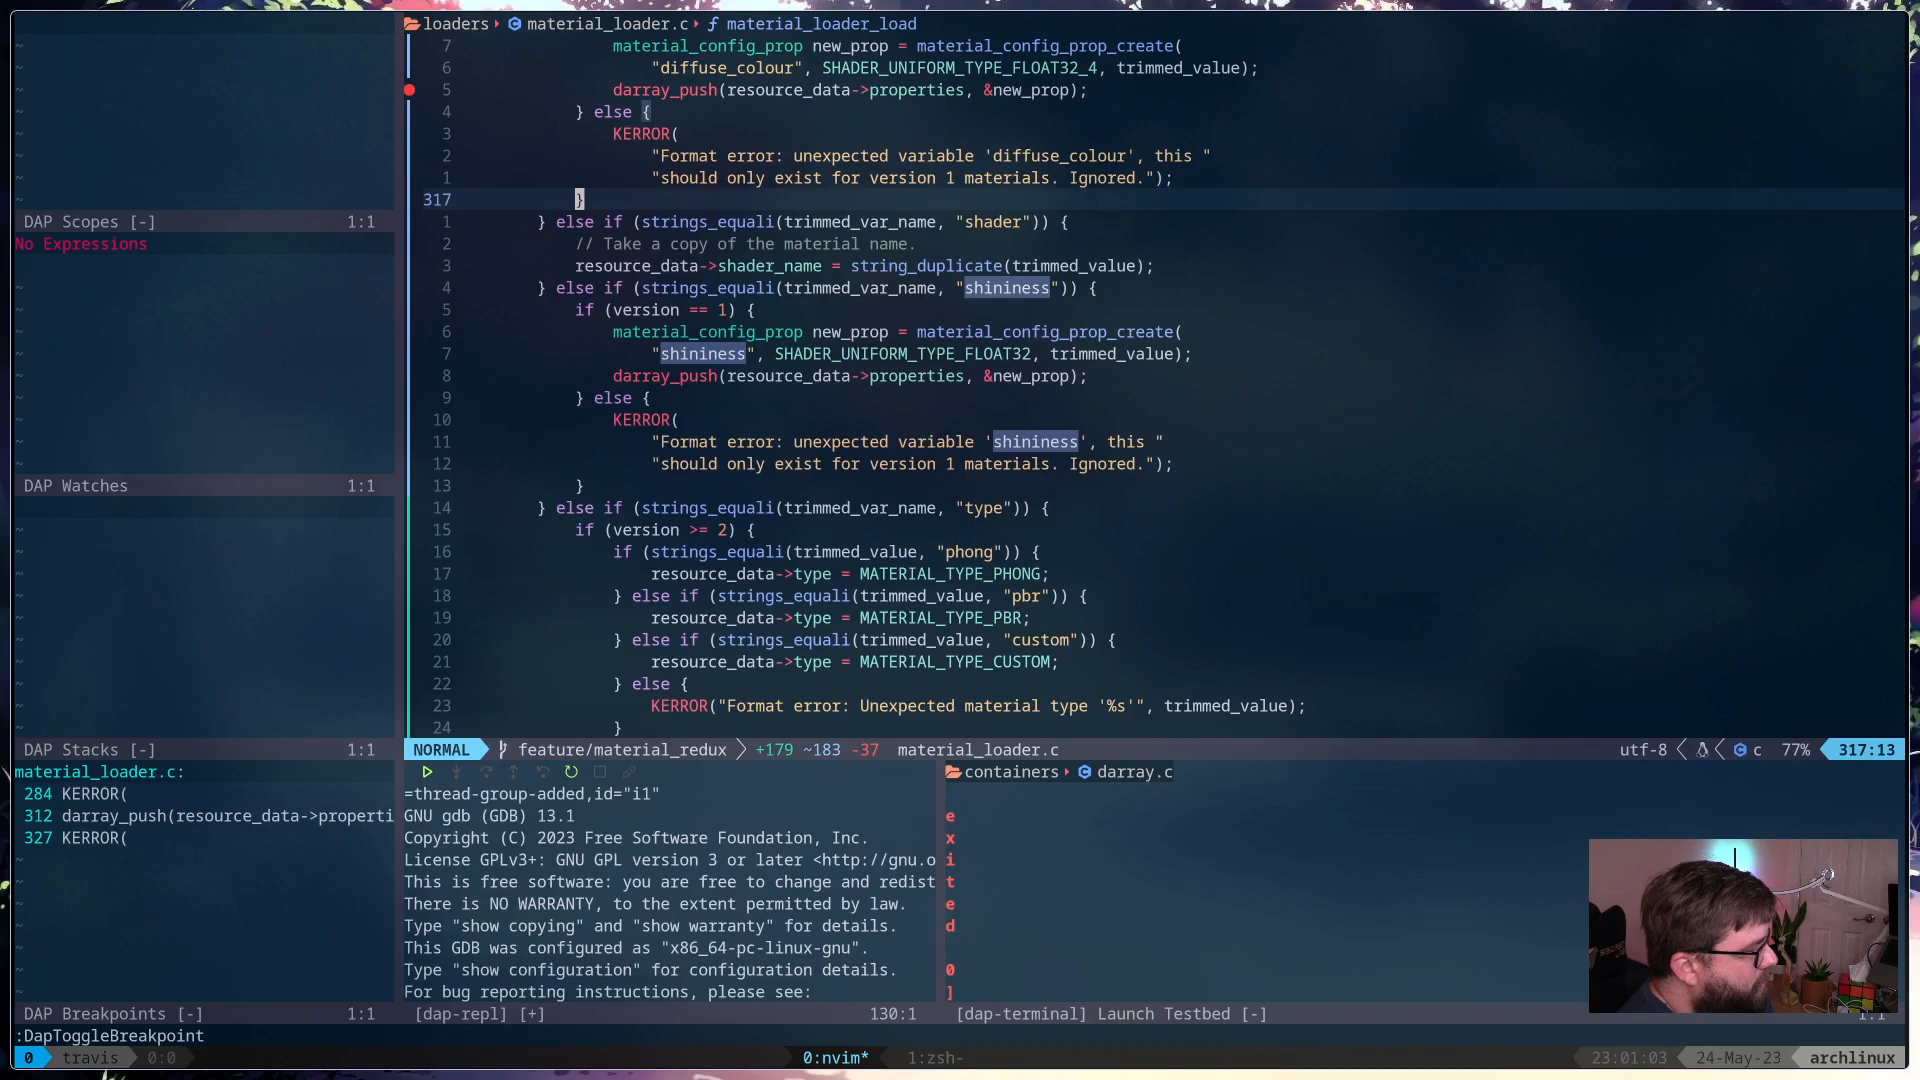 loaders material_loader.c material_loader_load
7 material_config_prop new_prop = material_config_prop_create(
6 "diffuse_colour", SHADER_UNIFORM_TYPE_FLOAT32_4, trimmed_value);
5 darray_push(resource_data->properties, &new_prop);
4 } else {
3 KERROR(
2 "Format error: unexpected variable 'diffuse_colour', this "
1 "should only exist for version 1 materials. Ignored.");
317 }
1 } else if (strings_equali(trimmed_var_name, "shader")) {
2 // Take a copy of the material name.
3 resource_data->shader_name = string_duplicate(trimmed_value);
4 } else if (strings_equali(trimmed_var_name, "shininess")) {
5 if (version == 1) {
6 material_config_prop new_prop = material_config_prop_create(
7 "shininess", SHADER_UNIFORM_TYPE_FLOAT32, trimmed_value);
8 darray_push(resource_data->properties, &new_prop);
9 } else {
10 KERROR(
11 "Format error: unexpected variable 'shininess', this "
12 "should only exist for version 1 materials. Ignored.");
13 }
14 } else if (strings_equali(trimmed_var_name, "type")) {
15 if (version >= 2) {
16 if (strings_equali(trimmed_value, "phong")) {
17 resource_data->type = MATERIAL_TYPE_PHONG;
18 } else if (strings_equali(trimmed_value, "pbr")) {
19 resource_data->type = MATERIAL_TYPE_PBR;
20 } else if (strings_equali(trimmed_value, "custom")) {
21 resource_data->type = MATERIAL_TYPE_CUSTOM;
22 } else {
23 KERROR("Format error: Unexpected material type '%s'", trimmed_value);
24 }
DAP Scopes [-] 1:1
No Expressions
DAP Watches 1:1
DAP Stacks [-] 1:1
NORMAL feature/material_redux +179 ~183 -37 material_loader.c utf-8 c 77% 317:13
material_loader.c:
284 KERROR(
312 darray_push(resource_data->properti
327 KERROR(
DAP Breakpoints [-] 1:1
=thread-group-added,id="i1"
GNU gdb (GDB) 13.1
Copyright (C) 2023 Free Software Foundation, Inc.
License GPLv3+: GNU GPL version 3 or later <http://gnu.o
This is free software: you are free to change and redist
There is NO WARRANTY, to the extent permitted by law.
Type "show copying" and "show warranty" for details.
This GDB was configured as "x86_64-pc-linux-gnu".
Type "show configuration" for configuration details.
For bug reporting instructions, please see:
[dap-repl] [+] 130:1
containers darray.c
e
x
i
t
e
d
0
]
[dap-terminal] Launch Testbed [-] 1:1
:DapToggleBreakpoint
0 travis 0:0 0:nvim* 1:zsh- 23:01:03 24-May-23 archlinux